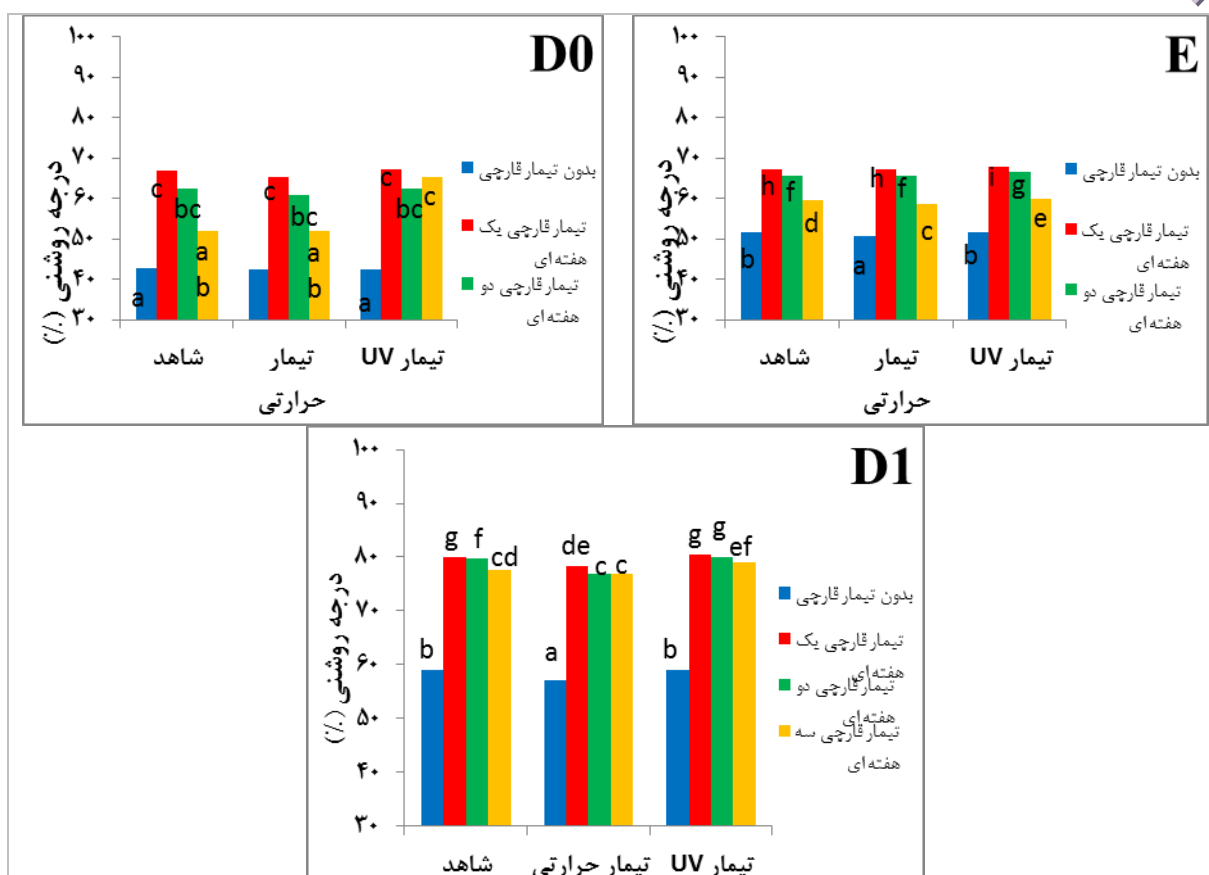 D0
۱۰۰
۹۰
۸۰
۷۰
۶۰
۵۰
۴۰
۳۰
درجه روشنی (٪)
a c bc a b
c bc a b
a c bc c
شاهد
تیمار حرارتی
تیمار UV
بدون تیمار قارچی
تیمار قارچی یک
هفته ای
تیمار قارچی دو
هفته ای
E
۱۰۰
۹۰
۸۰
۷۰
۶۰
۵۰
۴۰
۳۰
درجه روشنی (٪)
b h f d
a h f c
b i g e
شاهد
تیمار حرارتی
تیمار UV
بدون تیمار قارچی
تیمار قارچی یک
هفته ای
تیمار قارچی دو
هفته ای
D1
۱۰۰
۹۰
۸۰
۷۰
۶۰
۵۰
۴۰
۳۰
درجه روشنی (٪)
b g f cd
a de c c
b g g ef
شاهد
تیمار حرارتی
تیمار UV
بدون تیمار قارچی
تیمار قارچی یک
هفته ای
تیمار قارچی دو
هفته ای
تیمار قارچی سه
هفته ای